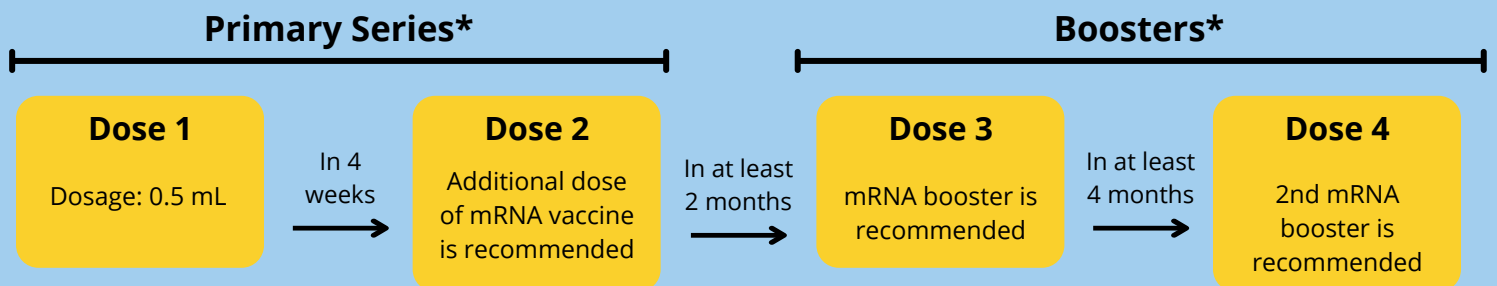 Primary Series*
Boosters*
Dose 1
Dosage: 0.5 mL
In 4
weeks
Dose 2
Additional dose
of mRNA vaccine
is recommended
In at least
2 months
Dose 3
mRNA booster is
recommended
In at least
4 months
Dose 4
2nd mRNA
booster is
recommended